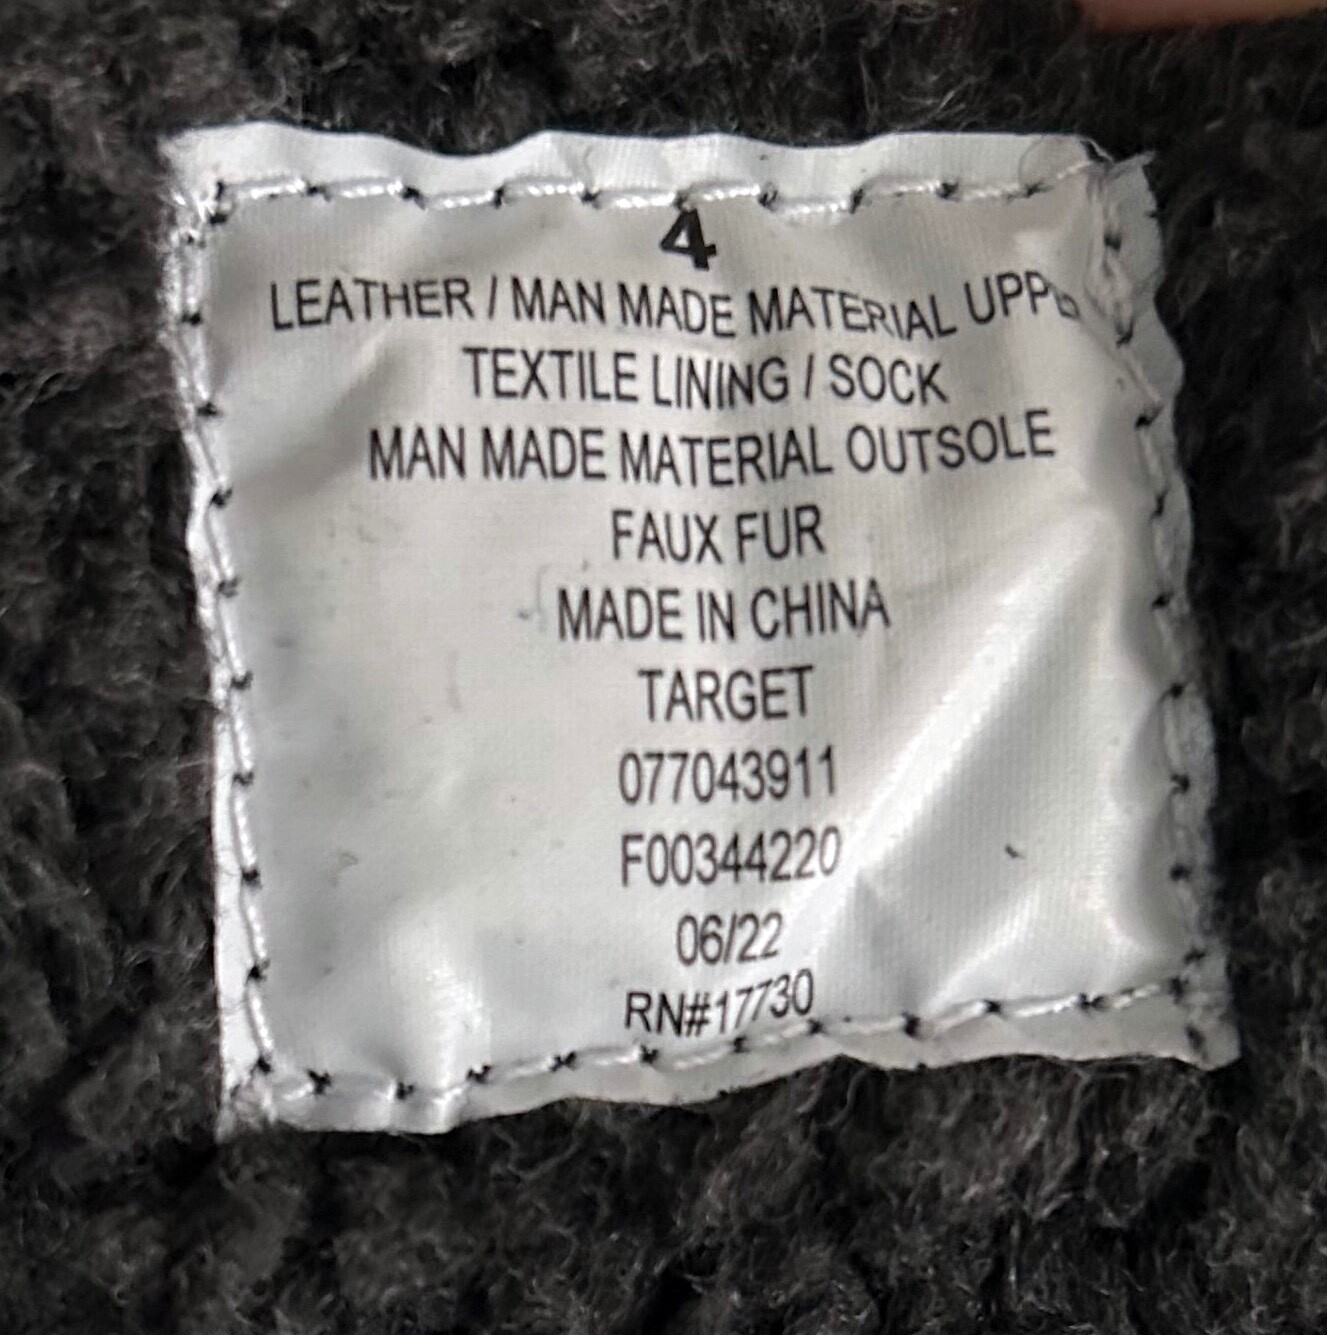 4
LEATHER / MAN MADE MATERIAL UPPE
TEXTILE LINING / SOCK
MAN MADE MATERIAL OUTSOLE
FAUX FUR
MADE IN CHINA
TARGET
077043911
F00344220
06/22
RN#17730